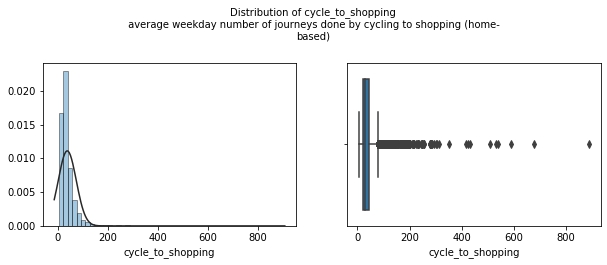 Distribution of cycle_to_shopping
average weekday number of journeys done by cycling to shopping (home-
based)
0.020
0.015
0.010
0.005
0.000
0 200 400 600 800
cycle_to_shopping
0 200 400 600 800
cycle_to_shopping